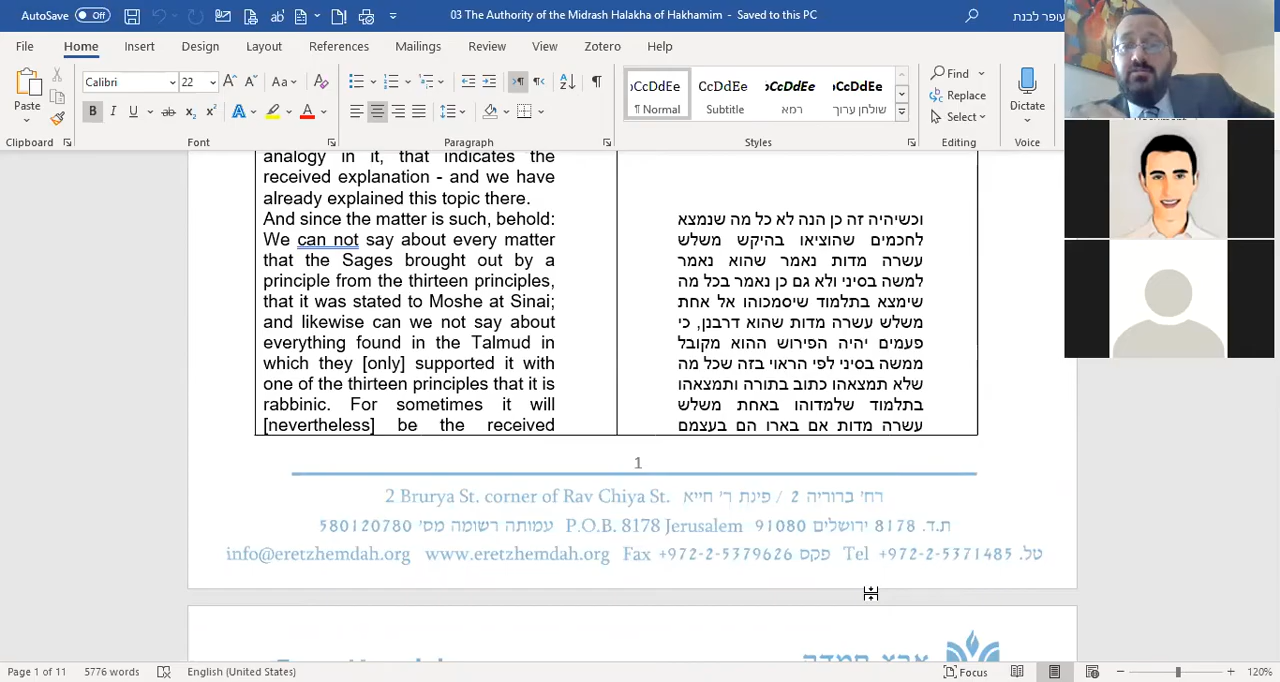 AutoSave Off 03 The Authority of the Midrash Halakha of Hakhamim - Saved to this PC עופר לבנת
File Home Insert Design Layout References Mailings Review View Zotero Help
Paste
Calibri 22
Find
Replace
Select
Dictate
Normal Subtitle רמא שולחן ערוך
Clipboard Font Paragraph Styles Editing Voice
analogy in it, that indicates the
received explanation - and we have
already explained this topic there.
And since the matter is such, behold:
We can not say about every matter
that the Sages brought out by a
principle from the thirteen principles,
that it was stated to Moshe at Sinai;
and likewise can we not say about
everything found in the Talmud in
which they [only] supported it with
one of the thirteen principles that it is
rabbinic. For sometimes it will
[nevertheless] be the received
וכשיהיה זה כן הנה לא כל מה שנמצא
לחכמים שהוציאו בהיקש משלש
עשרה מדות נאמר שהוא נאמר
למשה בסיני ולא גם כן נאמר בכל מה
שימצא בתלמוד שיסמכוהו אל אחת
משלש עשרה מדות שהוא דרבנן, כי
פעמים יהיה הפירוש ההוא מקובל
ממשה בסיני לפי הראוי בזה שכל מה
שלא תמצאהו כתוב בתורה ותמצאהו
בתלמוד שלמדוהו באחת משלש
עשרה מדות אם בארו הם בעצמם
1
2 Brurya St. corner of Rav Chiya St. רח' ברוריה 2 / פינת ר' חייא
580120780 עמותה רשומה מס' P.O.B. 8178 Jerusalem 91080 ת.ד. 8178 ירושלים
info@eretzhemdah.org www.eretzhemdah.org Fax +972-2-5379626 פקס Tel +972-2-5371485 טל.
Page 1 of 11 5776 words English (United States) Focus 120%